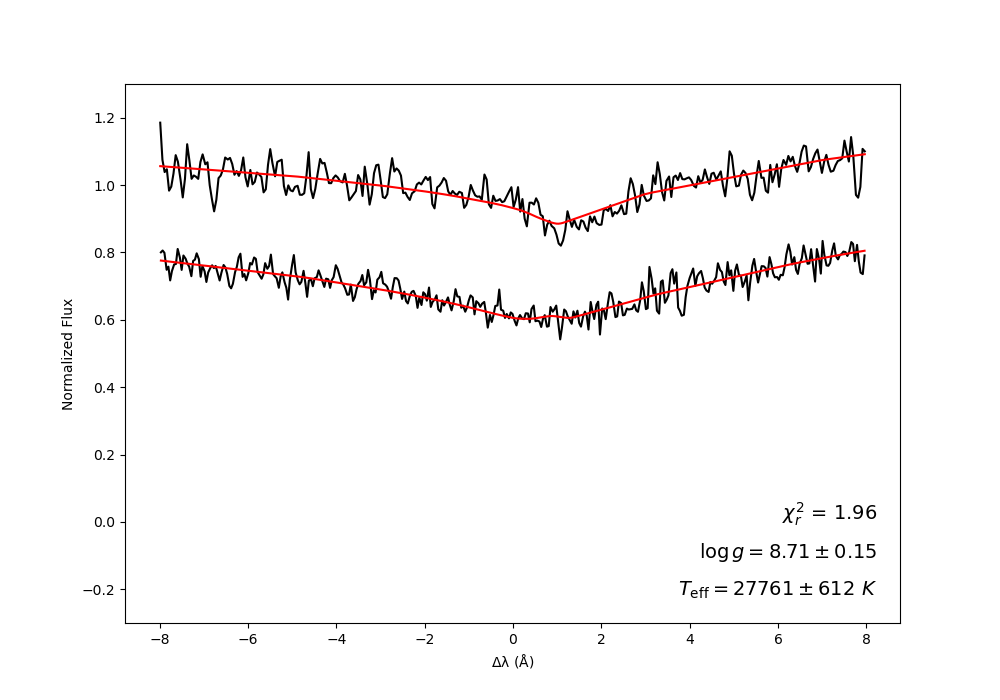 1.2
1.0
0.8
0.6
0.4
0.2
0.0
−0.2
Normalized Flux
χ²ᵣ = 1.96
log g = 8.71 ± 0.15
T_eff = 27761 ± 612 K
−8 −6 −4 −2 0 2 4 6 8
Δλ (Å)